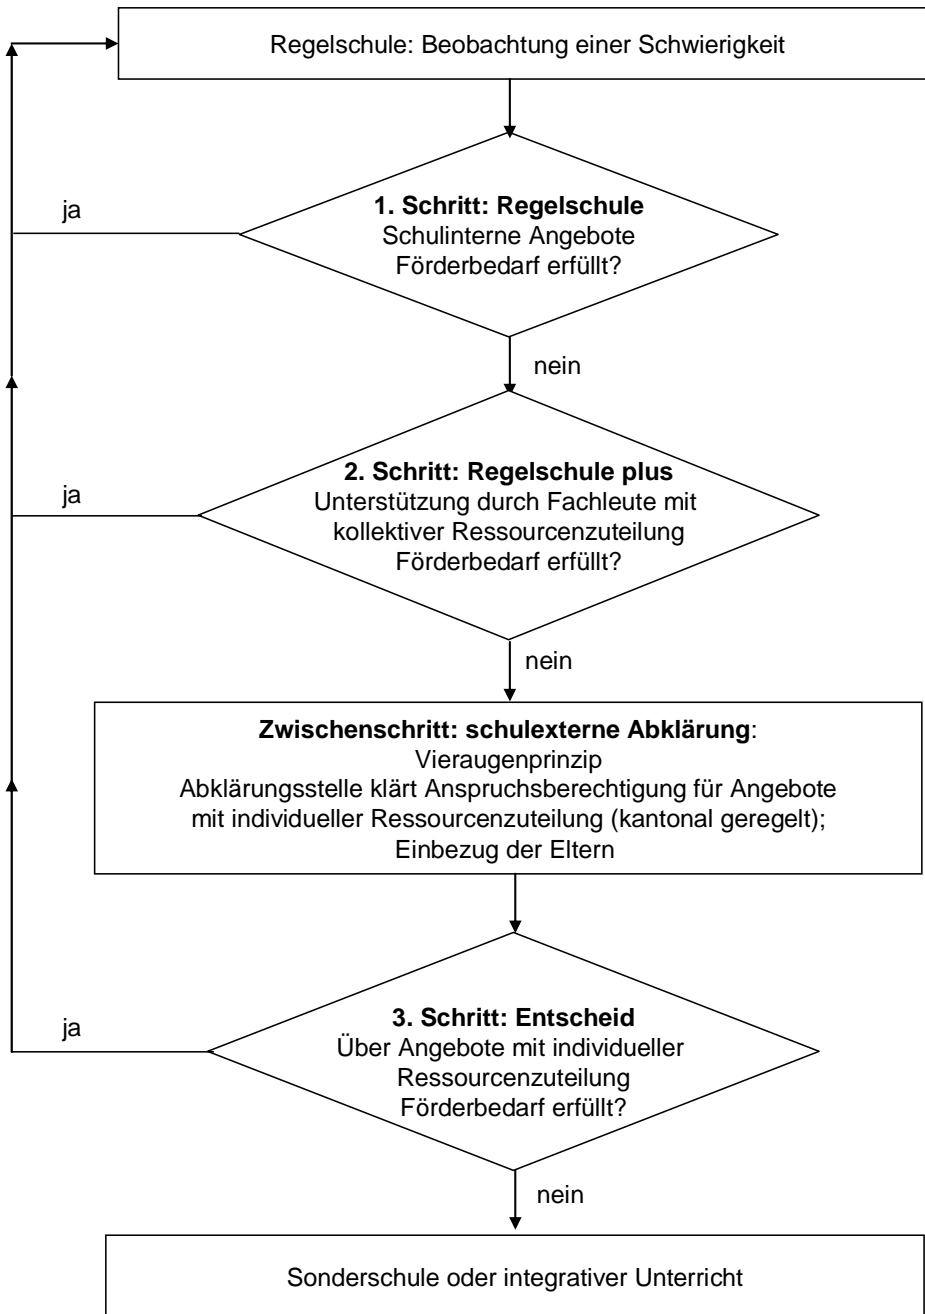 Regelschule: Beobachtung einer Schwierigkeit
ja
1. Schritt: Regelschule
Schulinterne Angebote
Förderbedarf erfüllt?
nein
ja
2. Schritt: Regelschule plus
Unterstützung durch Fachleute mit
kollektiver Ressourcenzuteilung
Förderbedarf erfüllt?
nein
Zwischenschritt: schulexterne Abklärung:
Vieraugenprinzip
Abklärungsstelle klärt Anspruchsberechtigung für Angebote
mit individueller Ressourcenzuteilung (kantonal geregelt);
Einbezug der Eltern
ja
3. Schritt: Entscheid
Über Angebote mit individueller
Ressourcenzuteilung
Förderbedarf erfüllt?
nein
Sonderschule oder integrativer Unterricht